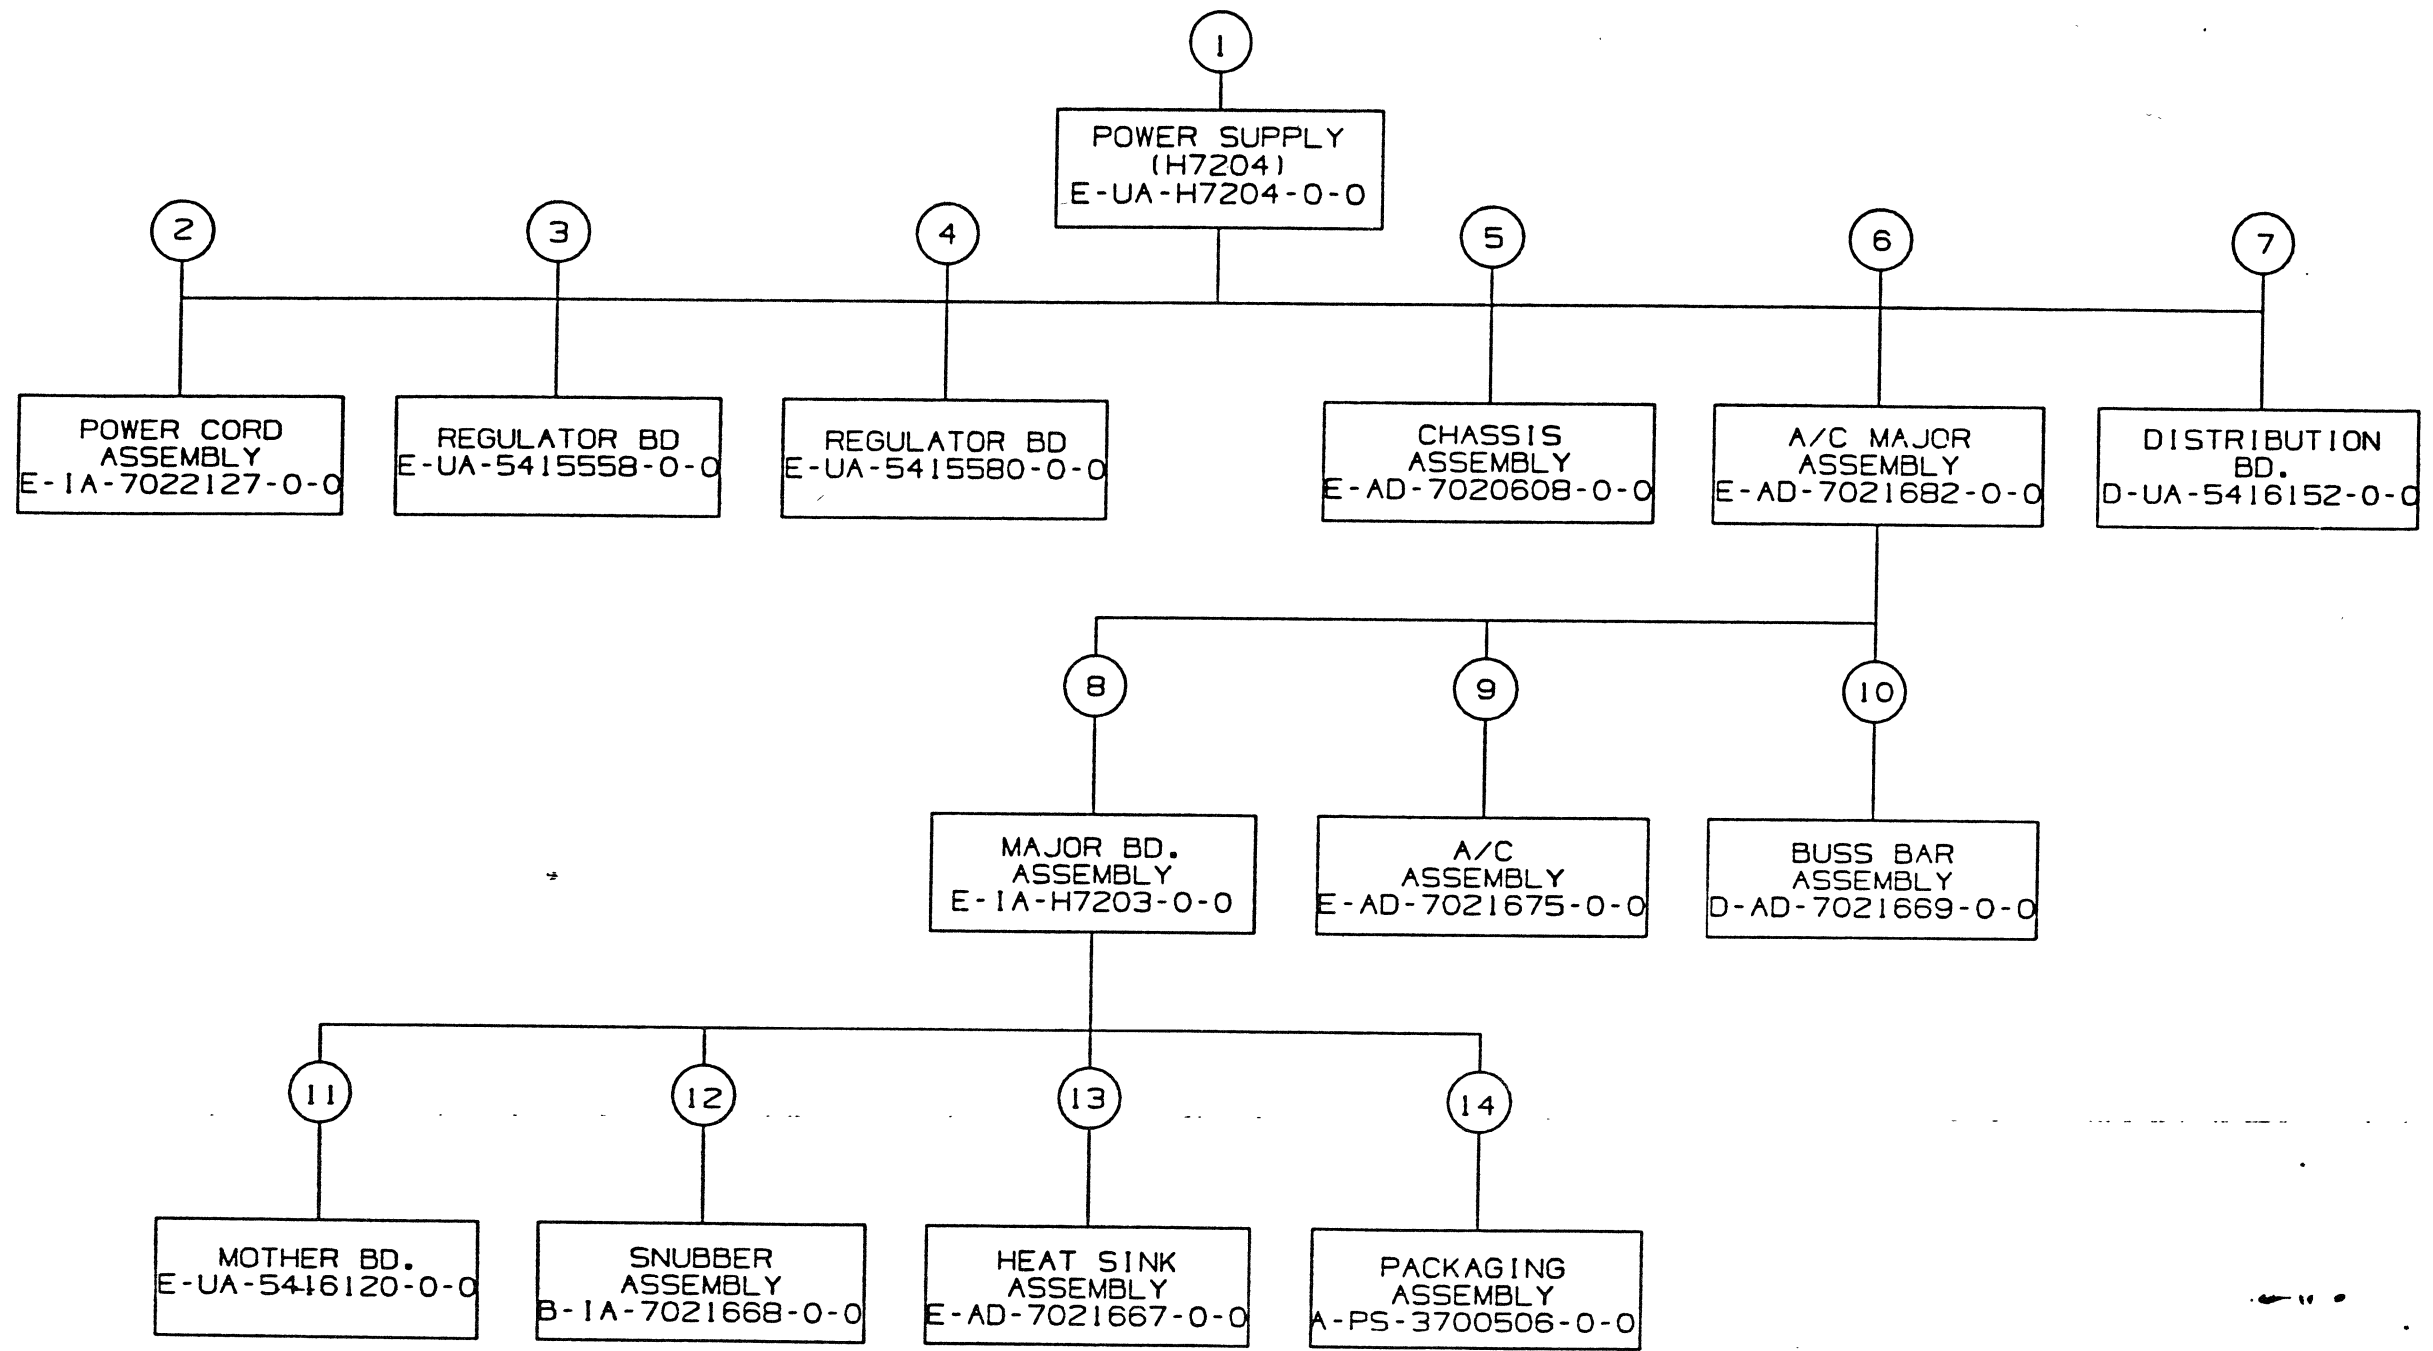 1
POWER SUPPLY
(H7204)
E-UA-H7204-0-0
2
3
4
5
6
7
POWER CORD
ASSEMBLY
E-IA-7022127-0-0
REGULATOR BD
E-UA-5415558-0-0
REGULATOR BD
E-UA-5415580-0-0
CHASSIS
ASSEMBLY
E-AD-7020608-0-0
A/C MAJOR
ASSEMBLY
E-AD-7021682-0-0
DISTRIBUTION
BD.
D-UA-5416152-0-0
8
9
10
MAJOR BD.
ASSEMBLY
E-IA-H7203-0-0
A/C
ASSEMBLY
E-AD-7021675-0-0
BUSS BAR
ASSEMBLY
D-AD-7021669-0-0
11
12
13
14
MOTHER BD.
E-UA-5416120-0-0
SNUBBER
ASSEMBLY
B-IA-7021668-0-0
HEAT SINK
ASSEMBLY
E-AD-7021667-0-0
PACKAGING
ASSEMBLY
A-PS-3700506-0-0